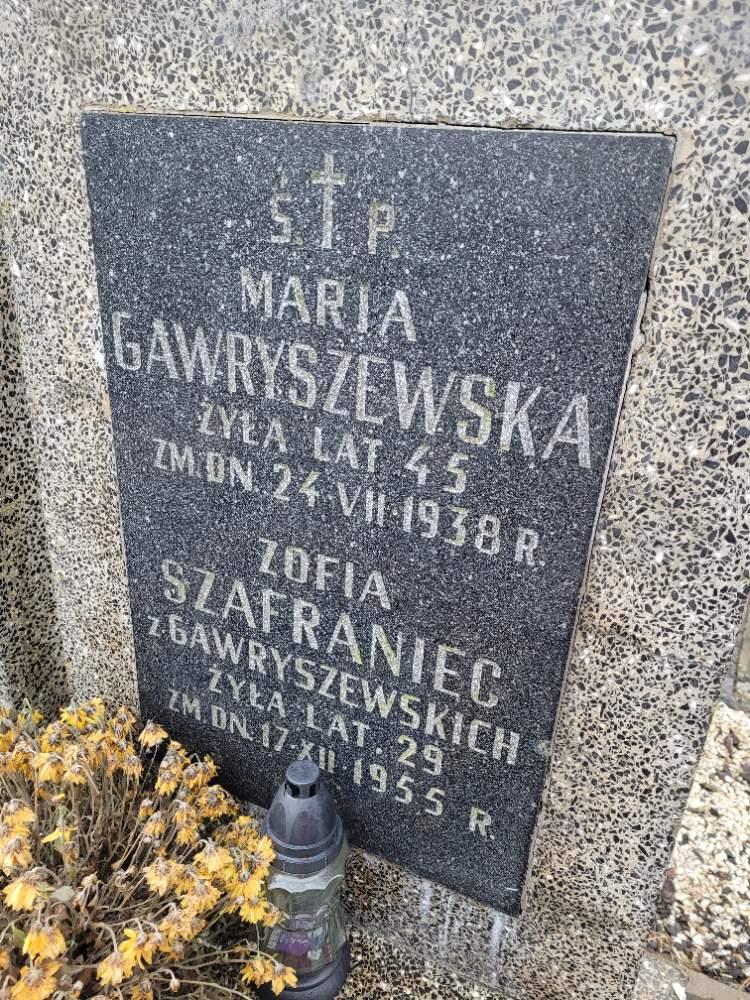 Ś. P.
MARIA
GAWRYSZEWSKA
ŻYŁA LAT 45
ZM. DN. 24·VII·1938 R.
ZOFIA
SZAFRANIEC
z GAWRYSZEWSKICH
ŻYŁA LAT 29
ZM DN. 17·XII·1955 R.